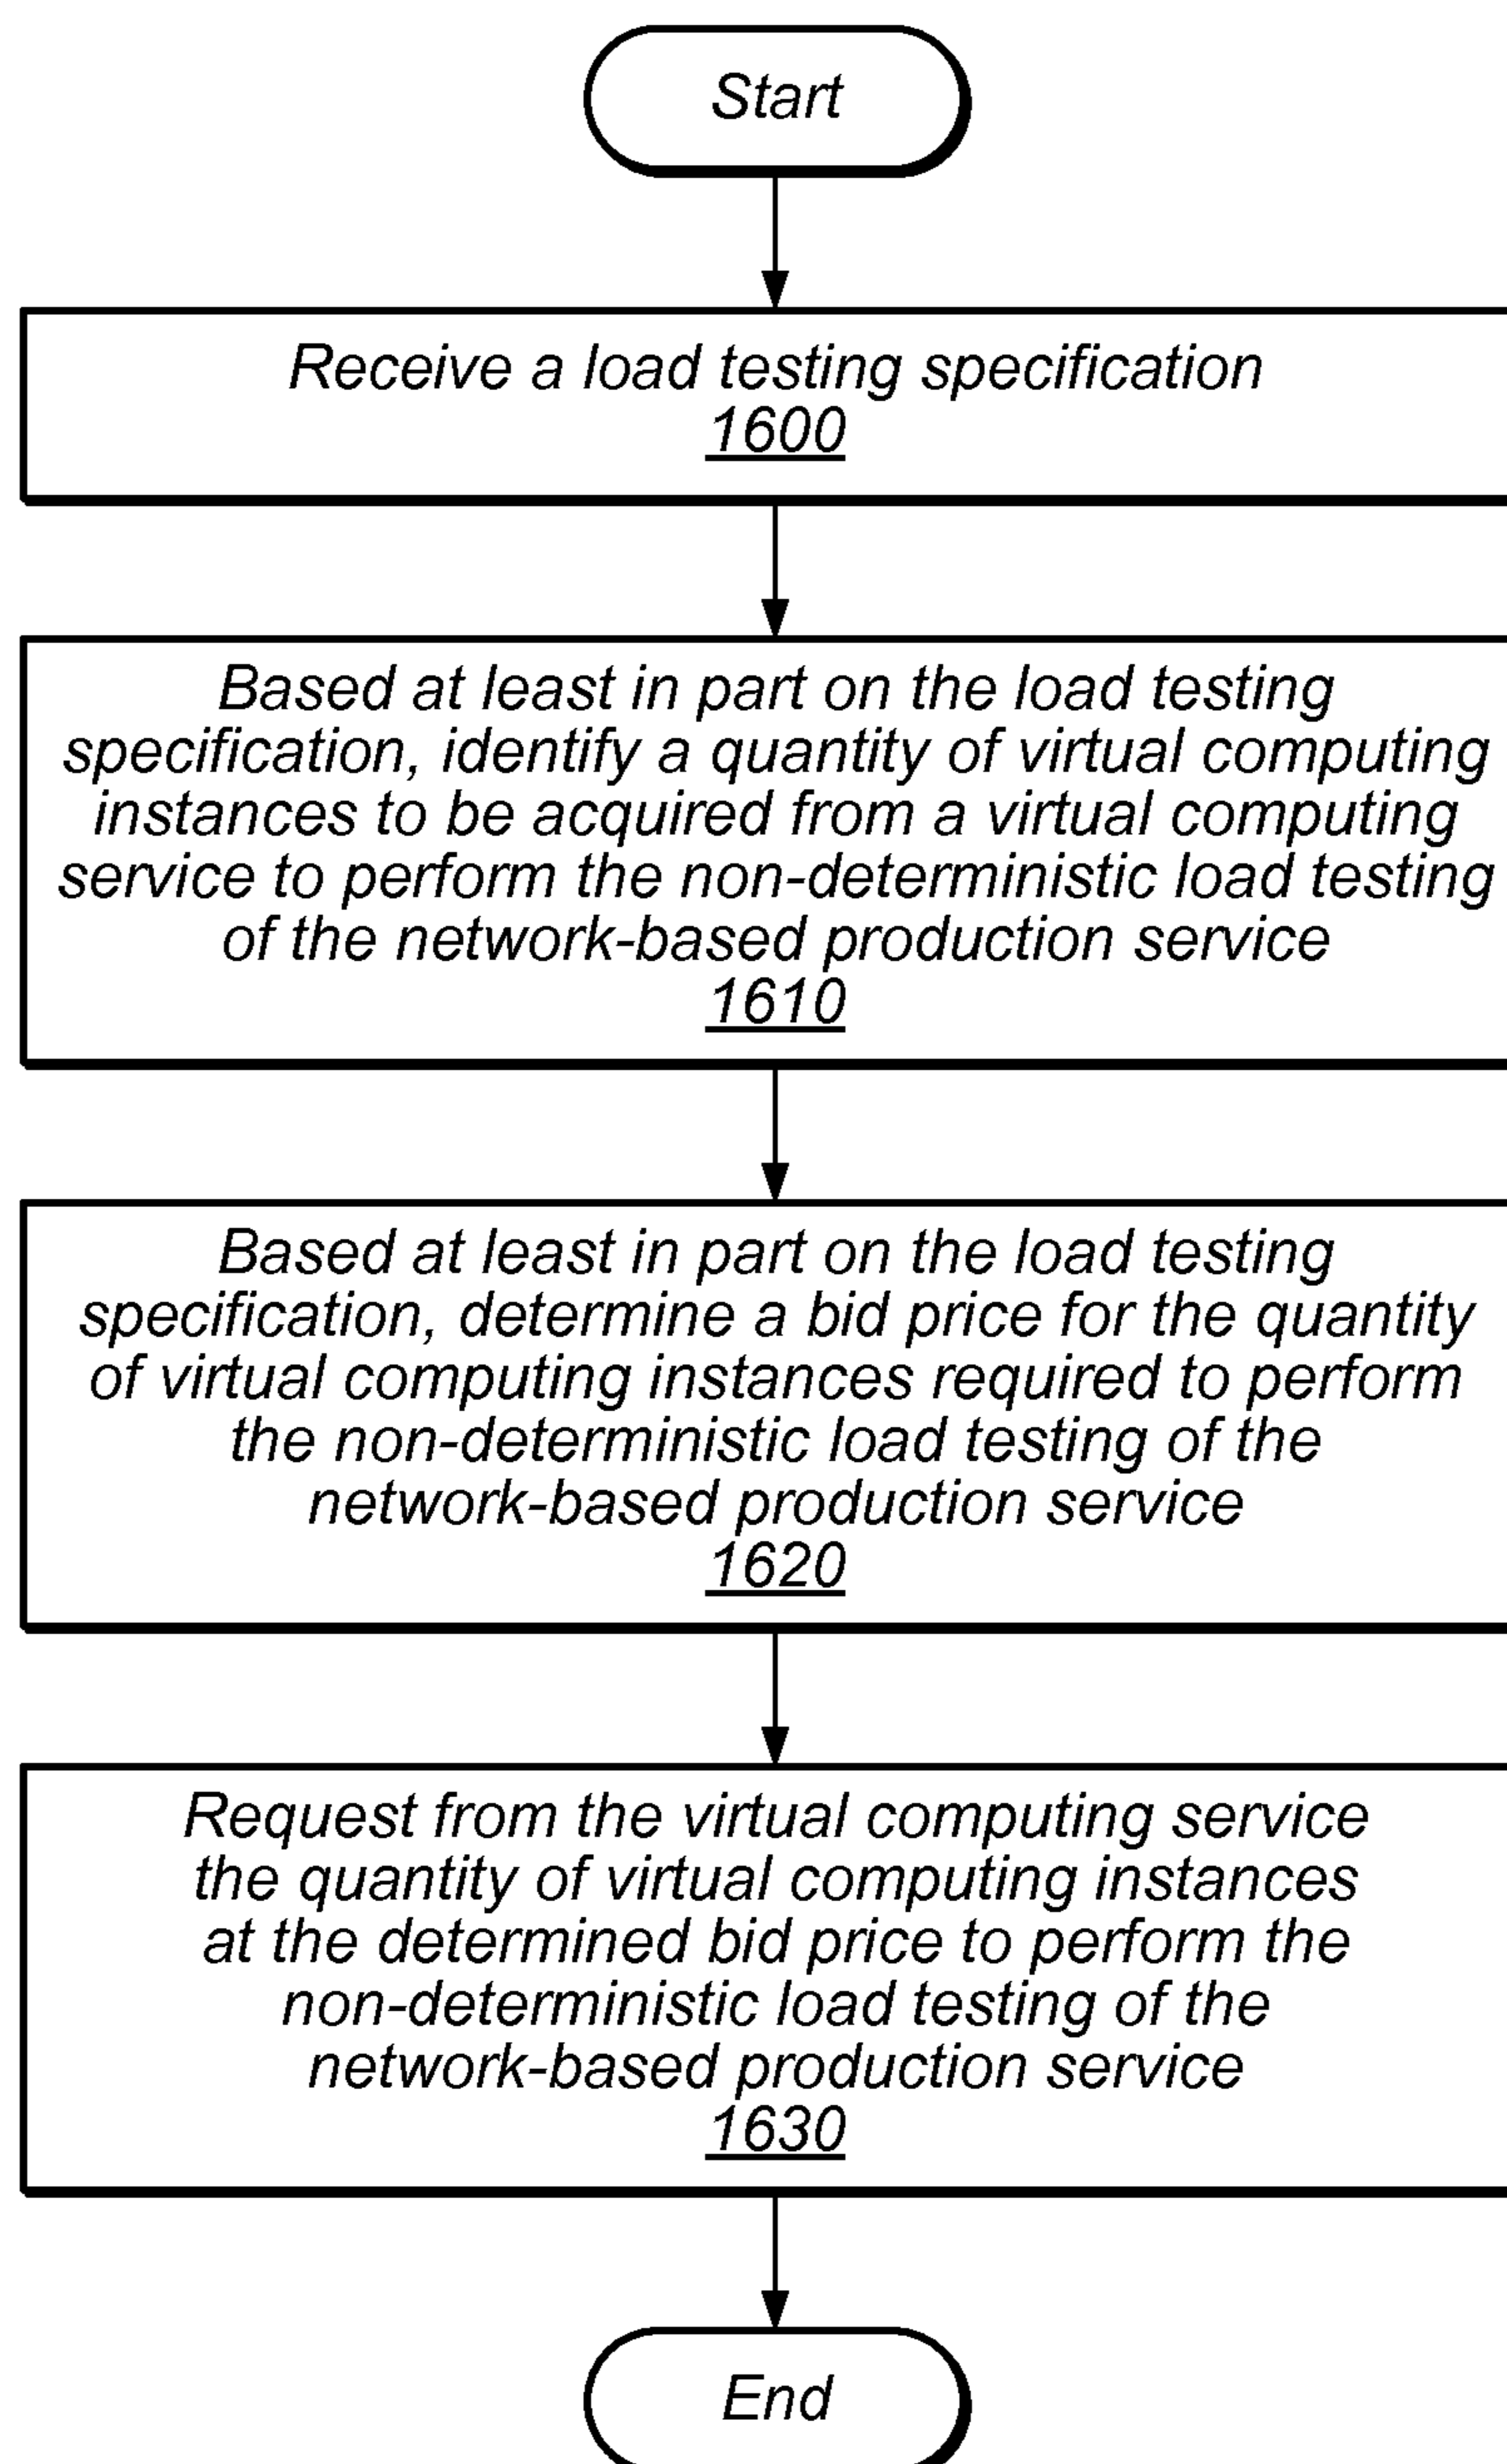 Start
Receive a load testing specification
1600
Based at least in part on the load testing
specification, identify a quantity of virtual computing
instances to be acquired from a virtual computing
service to perform the non-deterministic load testing
of the network-based production service
1610
Based at least in part on the load testing
specification, determine a bid price for the quantity
of virtual computing instances required to perform
the non-deterministic load testing of the
network-based production service
1620
Request from the virtual computing service
the quantity of virtual computing instances
at the determined bid price to perform the
non-deterministic load testing of the
network-based production service
1630
End